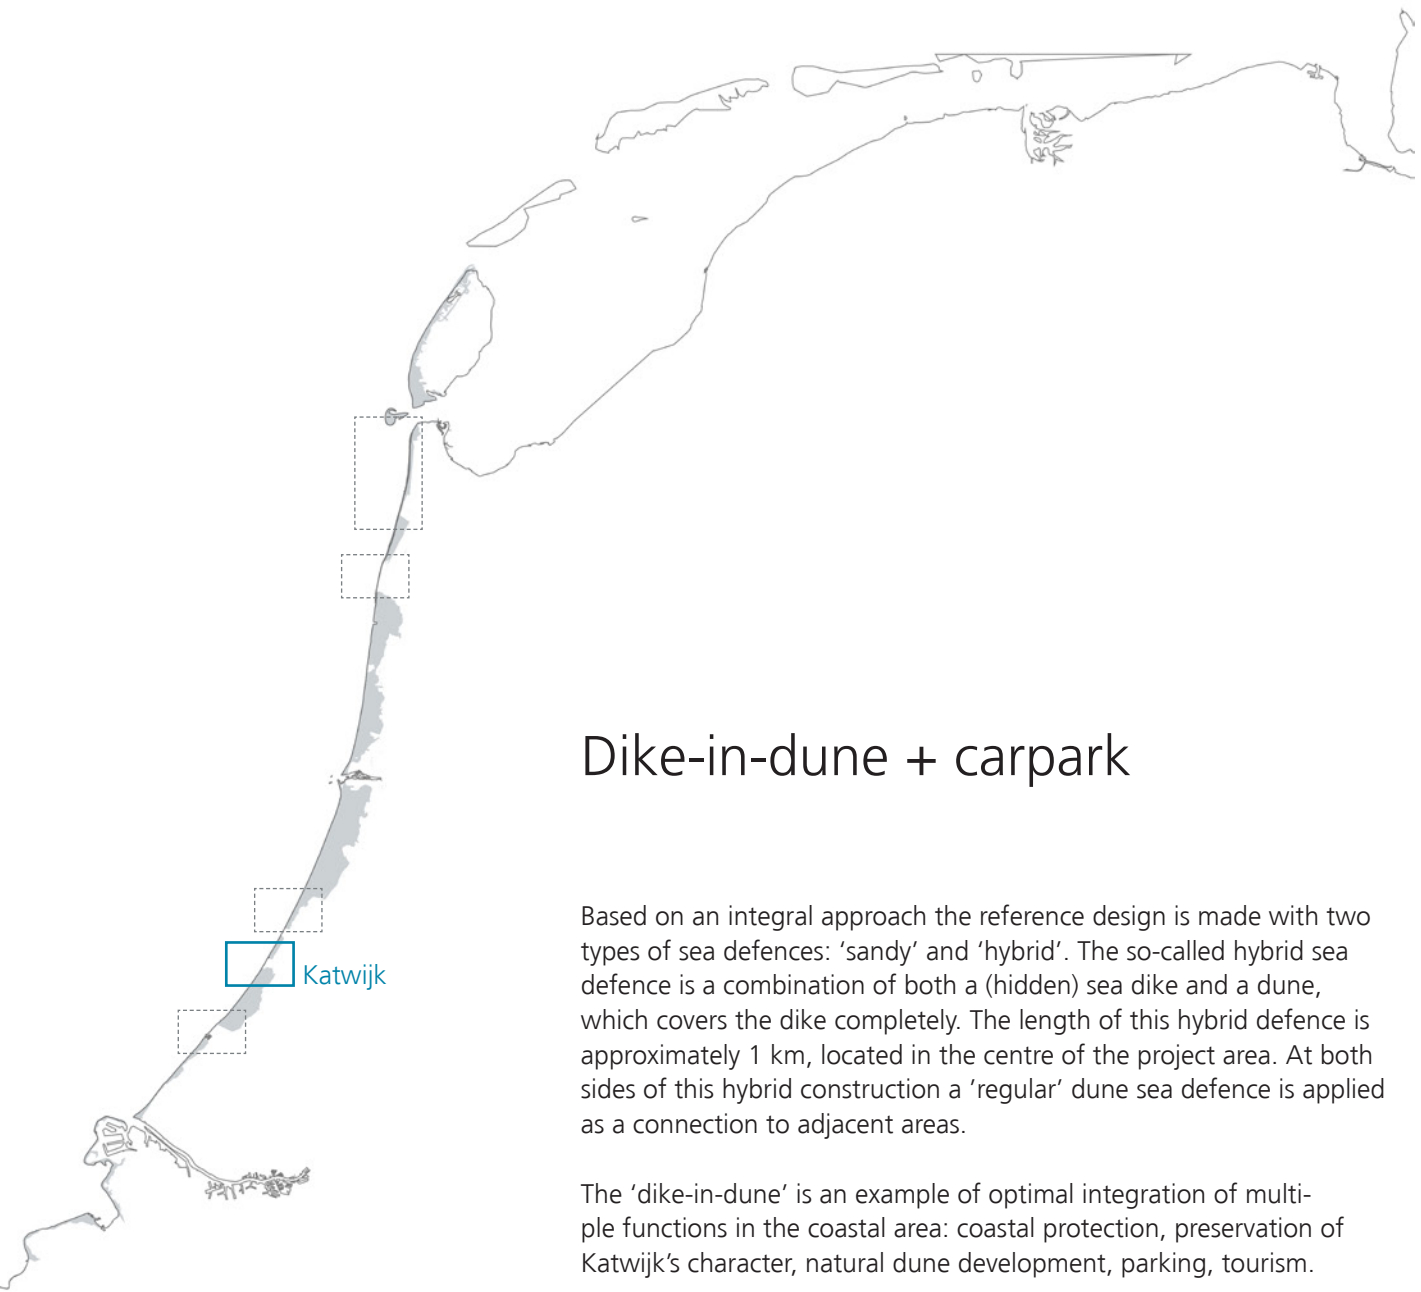 Dike-in-dune + carpark
Katwijk
Based on an integral approach the reference design is made with two
types of sea defences: ‘sandy’ and ‘hybrid’. The so-called hybrid sea
defence is a combination of both a (hidden) sea dike and a dune,
which covers the dike completely. The length of this hybrid defence is
approximately 1 km, located in the centre of the project area. At both
sides of this hybrid construction a ’regular’ dune sea defence is applied
as a connection to adjacent areas.
The ‘dike-in-dune’ is an example of optimal integration of multi-
ple functions in the coastal area: coastal protection, preservation of
Katwijk’s character, natural dune development, parking, tourism.